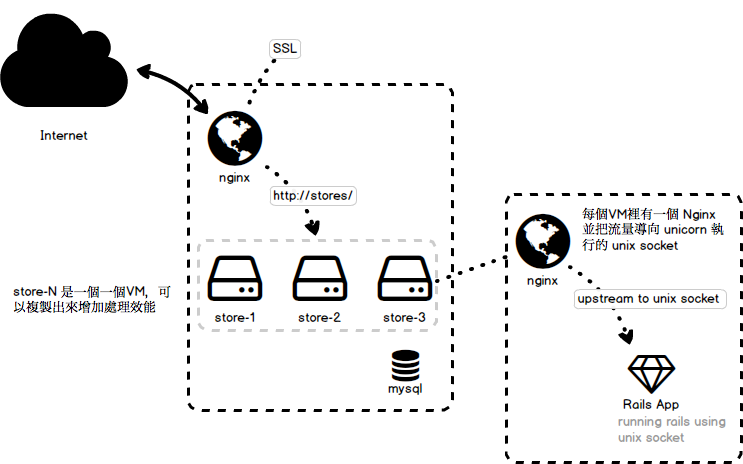 SSL
Internet
nginx
http://stores/
每個VM裡有一個 Nginx
並把流量導向 unicorn 執
行的 unix socket
nginx
store-N 是一個一個VM，可
以複製出來增加處理效能
upstream to unix socket
store-1
store-2
store-3
mysql
Rails App
running rails using
unix socket